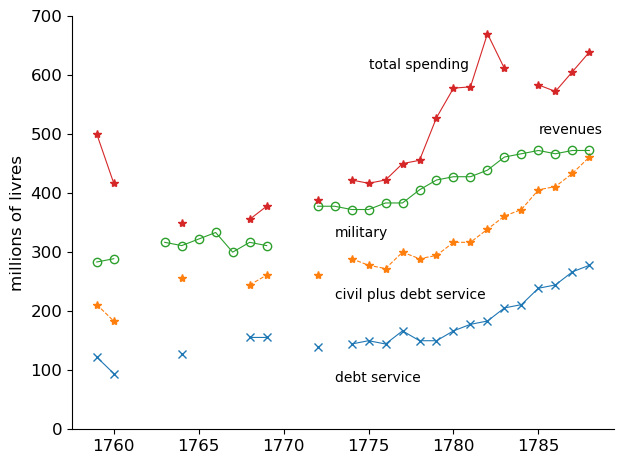 700
600
500
400
300
200
100
0
millions of livres
total spending
revenues
military
civil plus debt service
debt service
1760 1765 1770 1775 1780 1785